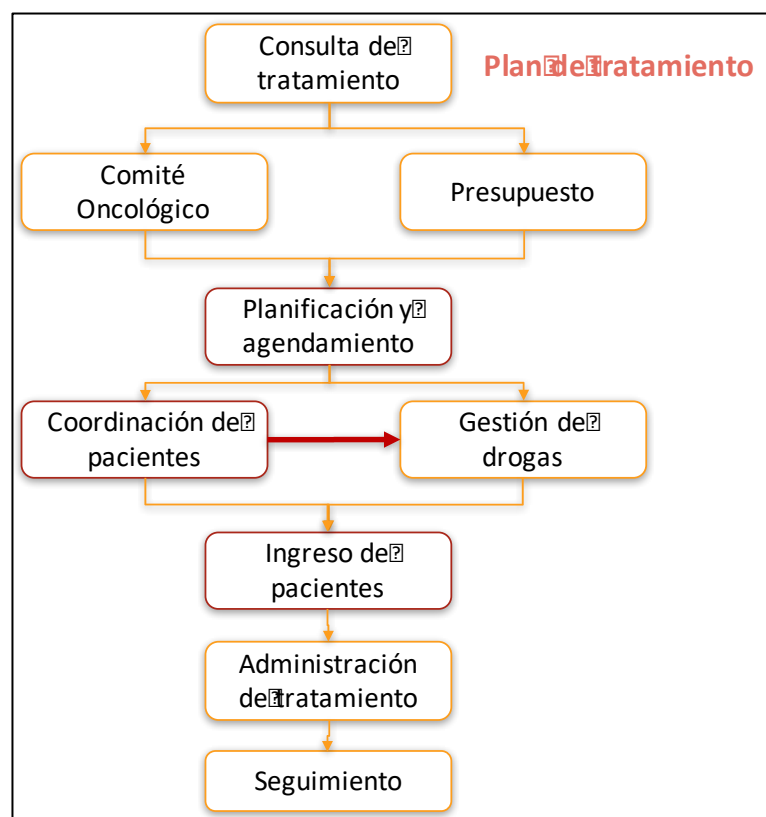 Consulta de
tratamiento
Plan de tratamiento
Comité
Oncológico
Presupuesto
Planificación y
agendamiento
Coordinación de
pacientes
Gestión de
drogas
Ingreso de
pacientes
Administración
de tratamiento
Seguimiento